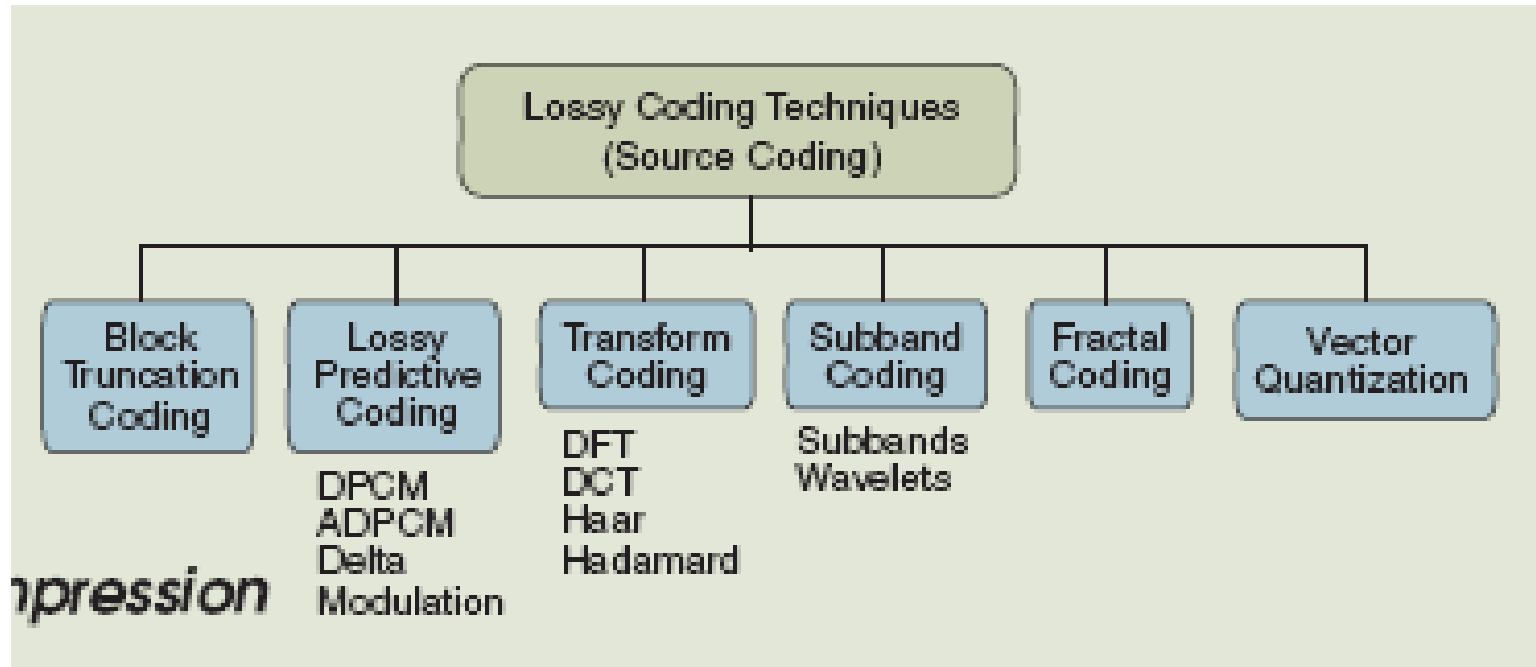 Lossy Coding Techniques
(Source Coding)
Block
Truncation
Coding
Lossy
Predictive
Coding
DPCM
ADPCM
Delta
Modulation
Transform
Coding
DFT
DCT
Haar
Hadamard
Subband
Coding
Subbands
Wavelets
Fractal
Coding
Vector
Quantization
mpression